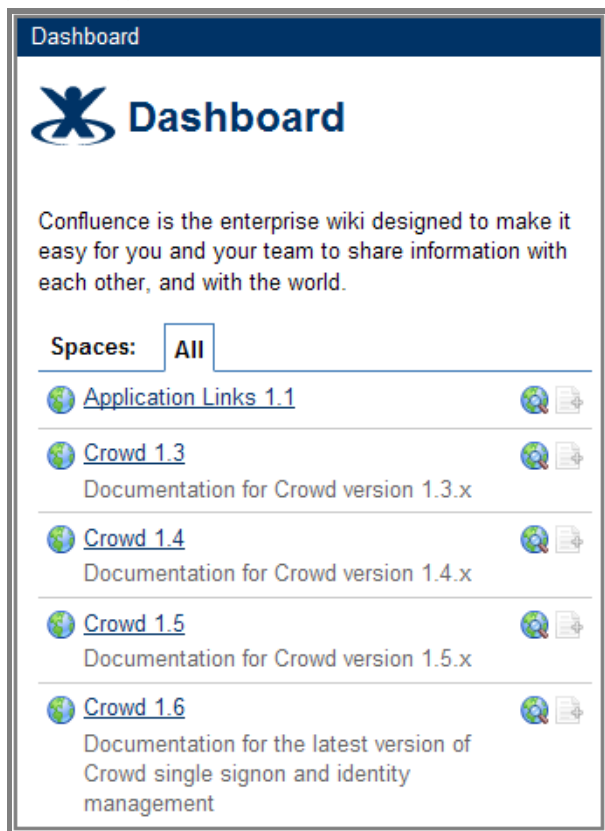 Dashboard
Dashboard
Confluence is the enterprise wiki designed to make it
easy for you and your team to share information with
each other, and with the world.
Spaces: All
Application Links 1.1
Crowd 1.3
Documentation for Crowd version 1.3.x
Crowd 1.4
Documentation for Crowd version 1.4.x
Crowd 1.5
Documentation for Crowd version 1.5.x
Crowd 1.6
Documentation for the latest version of
Crowd single signon and identity
management